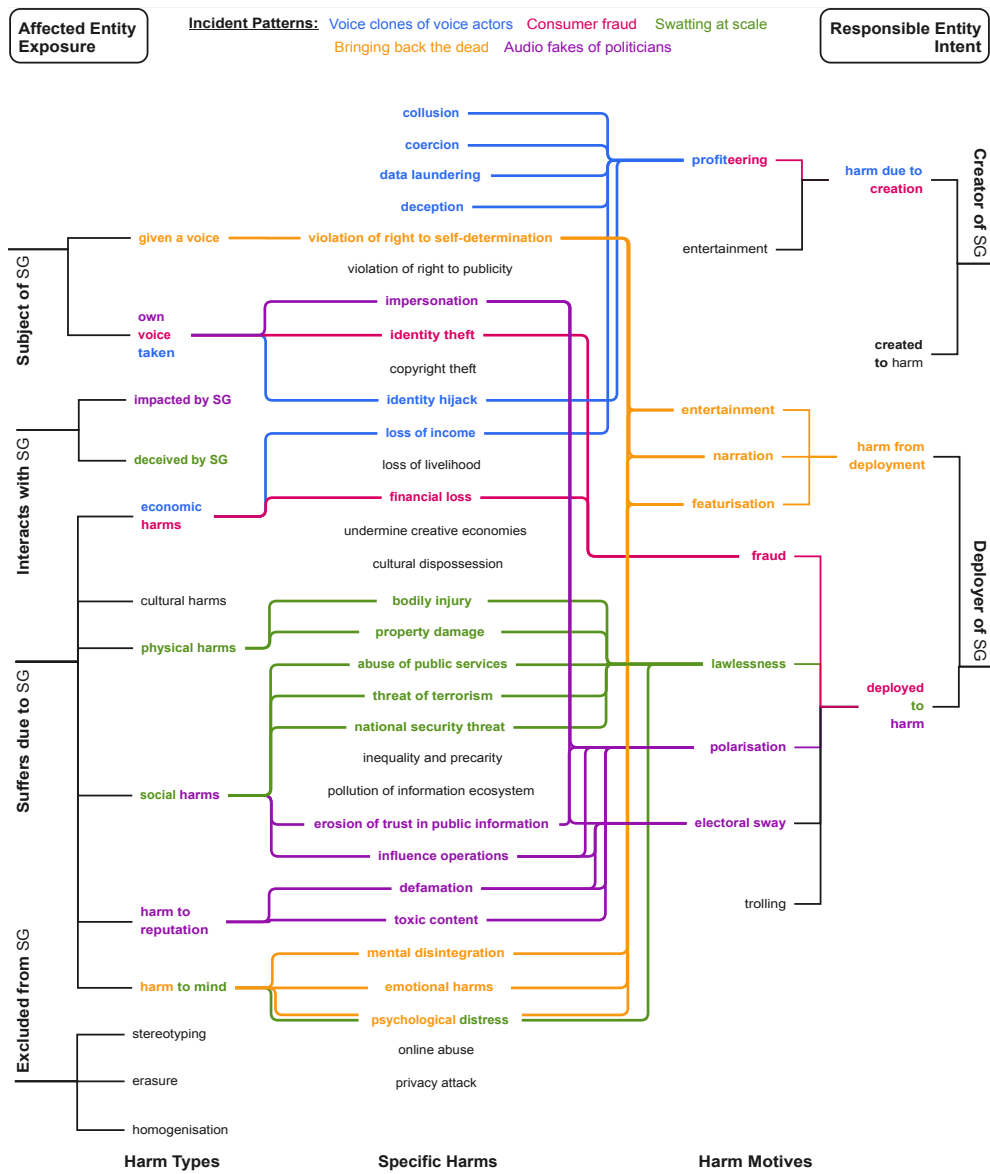 Affected Entity
Exposure
Incident Patterns: Voice clones of voice actors Consumer fraud Swatting at scale
Bringing back the dead Audio fakes of politicians
Responsible Entity
Intent
Subject of SG
Interacts with SG
Suffers due to SG
Excluded from SG
given a voice
own
voice
taken
impacted by SG
deceived by SG
economic
harms
cultural harms
physical harms
social harms
harm to
reputation
harm to mind
stereotyping
erasure
homogenisation
Harm Types
collusion
coercion
data laundering
deception
violation of right to self-determination
violation of right to publicity
impersonation
identity theft
copyright theft
identity hijack
loss of income
loss of livelihood
financial loss
undermine creative economies
cultural dispossession
bodily injury
property damage
abuse of public services
threat of terrorism
national security threat
inequality and precarity
pollution of information ecosystem
erosion of trust in public information
influence operations
defamation
toxic content
mental disintegration
emotional harms
psychological distress
online abuse
privacy attack
Specific Harms
profiteering
entertainment
entertainment
narration
featurisation
fraud
lawlessness
polarisation
electoral sway
trolling
Harm Motives
harm due to
creation
created
to harm
harm from
deployment
deployed
to
harm
Creator of SG
Deployer of SG